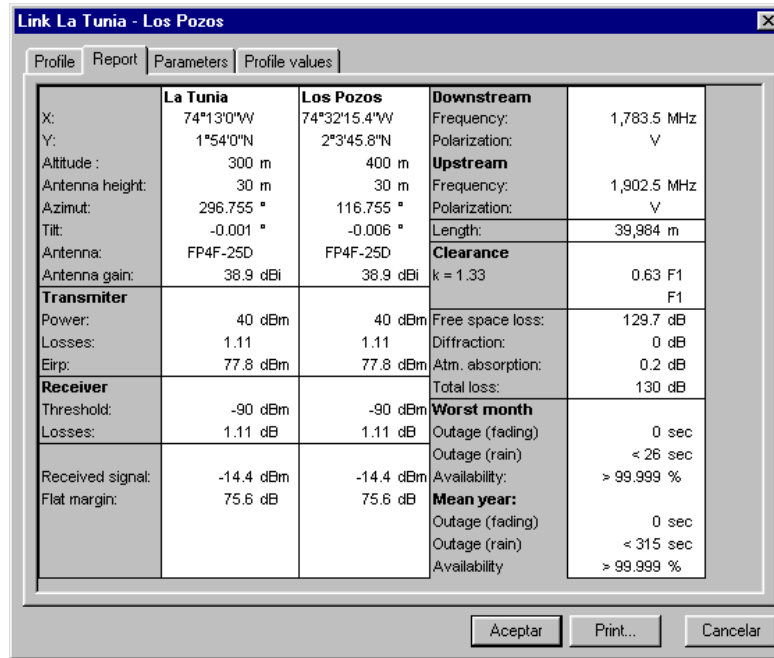 Link La Tunia - Los Pozos
Profile Report Parameters Profile values
La Tunia Los Pozos Downstream
X: 74°13'0"W 74°32'15.4"W Frequency: 1,783.5 MHz
Y: 1°54'0"N 2°3'45.8"N Polarization: V
Altitude : 300 m 400 m Upstream
Antenna height: 30 m 30 m Frequency: 1,902.5 MHz
Azimut: 296.755 ° 116.755 ° Polarization: V
Tilt: -0.001 ° -0.006 ° Length: 39,984 m
Antenna: FP4F-25D FP4F-25D Clearance
Antenna gain: 38.9 dBi 38.9 dBi k = 1.33 0.63 F1
Transmiter F1
Power: 40 dBm 40 dBm Free space loss: 129.7 dB
Losses: 1.11 1.11 Diffraction: 0 dB
Eirp: 77.8 dBm 77.8 dBm Atm. absorption: 0.2 dB
Receiver Total loss: 130 dB
Threshold: -90 dBm -90 dBm Worst month
Losses: 1.11 dB 1.11 dB Outage (fading) 0 sec
Outage (rain) < 26 sec
Received signal: -14.4 dBm -14.4 dBm Availability: > 99.999 %
Flat margin: 75.6 dB 75.6 dB Mean year:
Outage (fading) 0 sec
Outage (rain) < 315 sec
Availability > 99.999 %
Aceptar Print... Cancelar